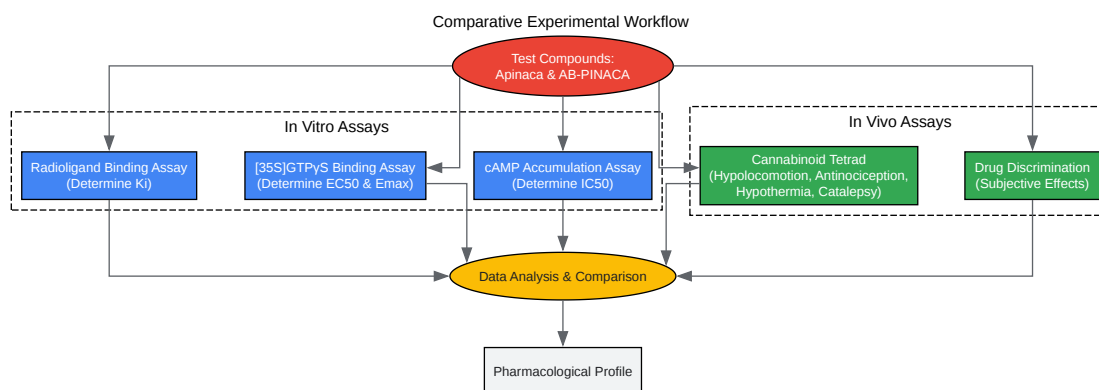 Comparative Experimental Workflow
Test Compounds:
Apinaca & AB-PINACA
In Vitro Assays
In Vivo Assays
Radioligand Binding Assay
(Determine Ki)
[35S]GTPγS Binding Assay
(Determine EC50 & Emax)
cAMP Accumulation Assay
(Determine IC50)
Cannabinoid Tetrad
(Hypolocomotion, Antinociception,
Hypothermia, Catalepsy)
Drug Discrimination
(Subjective Effects)
Data Analysis & Comparison
Pharmacological Profile